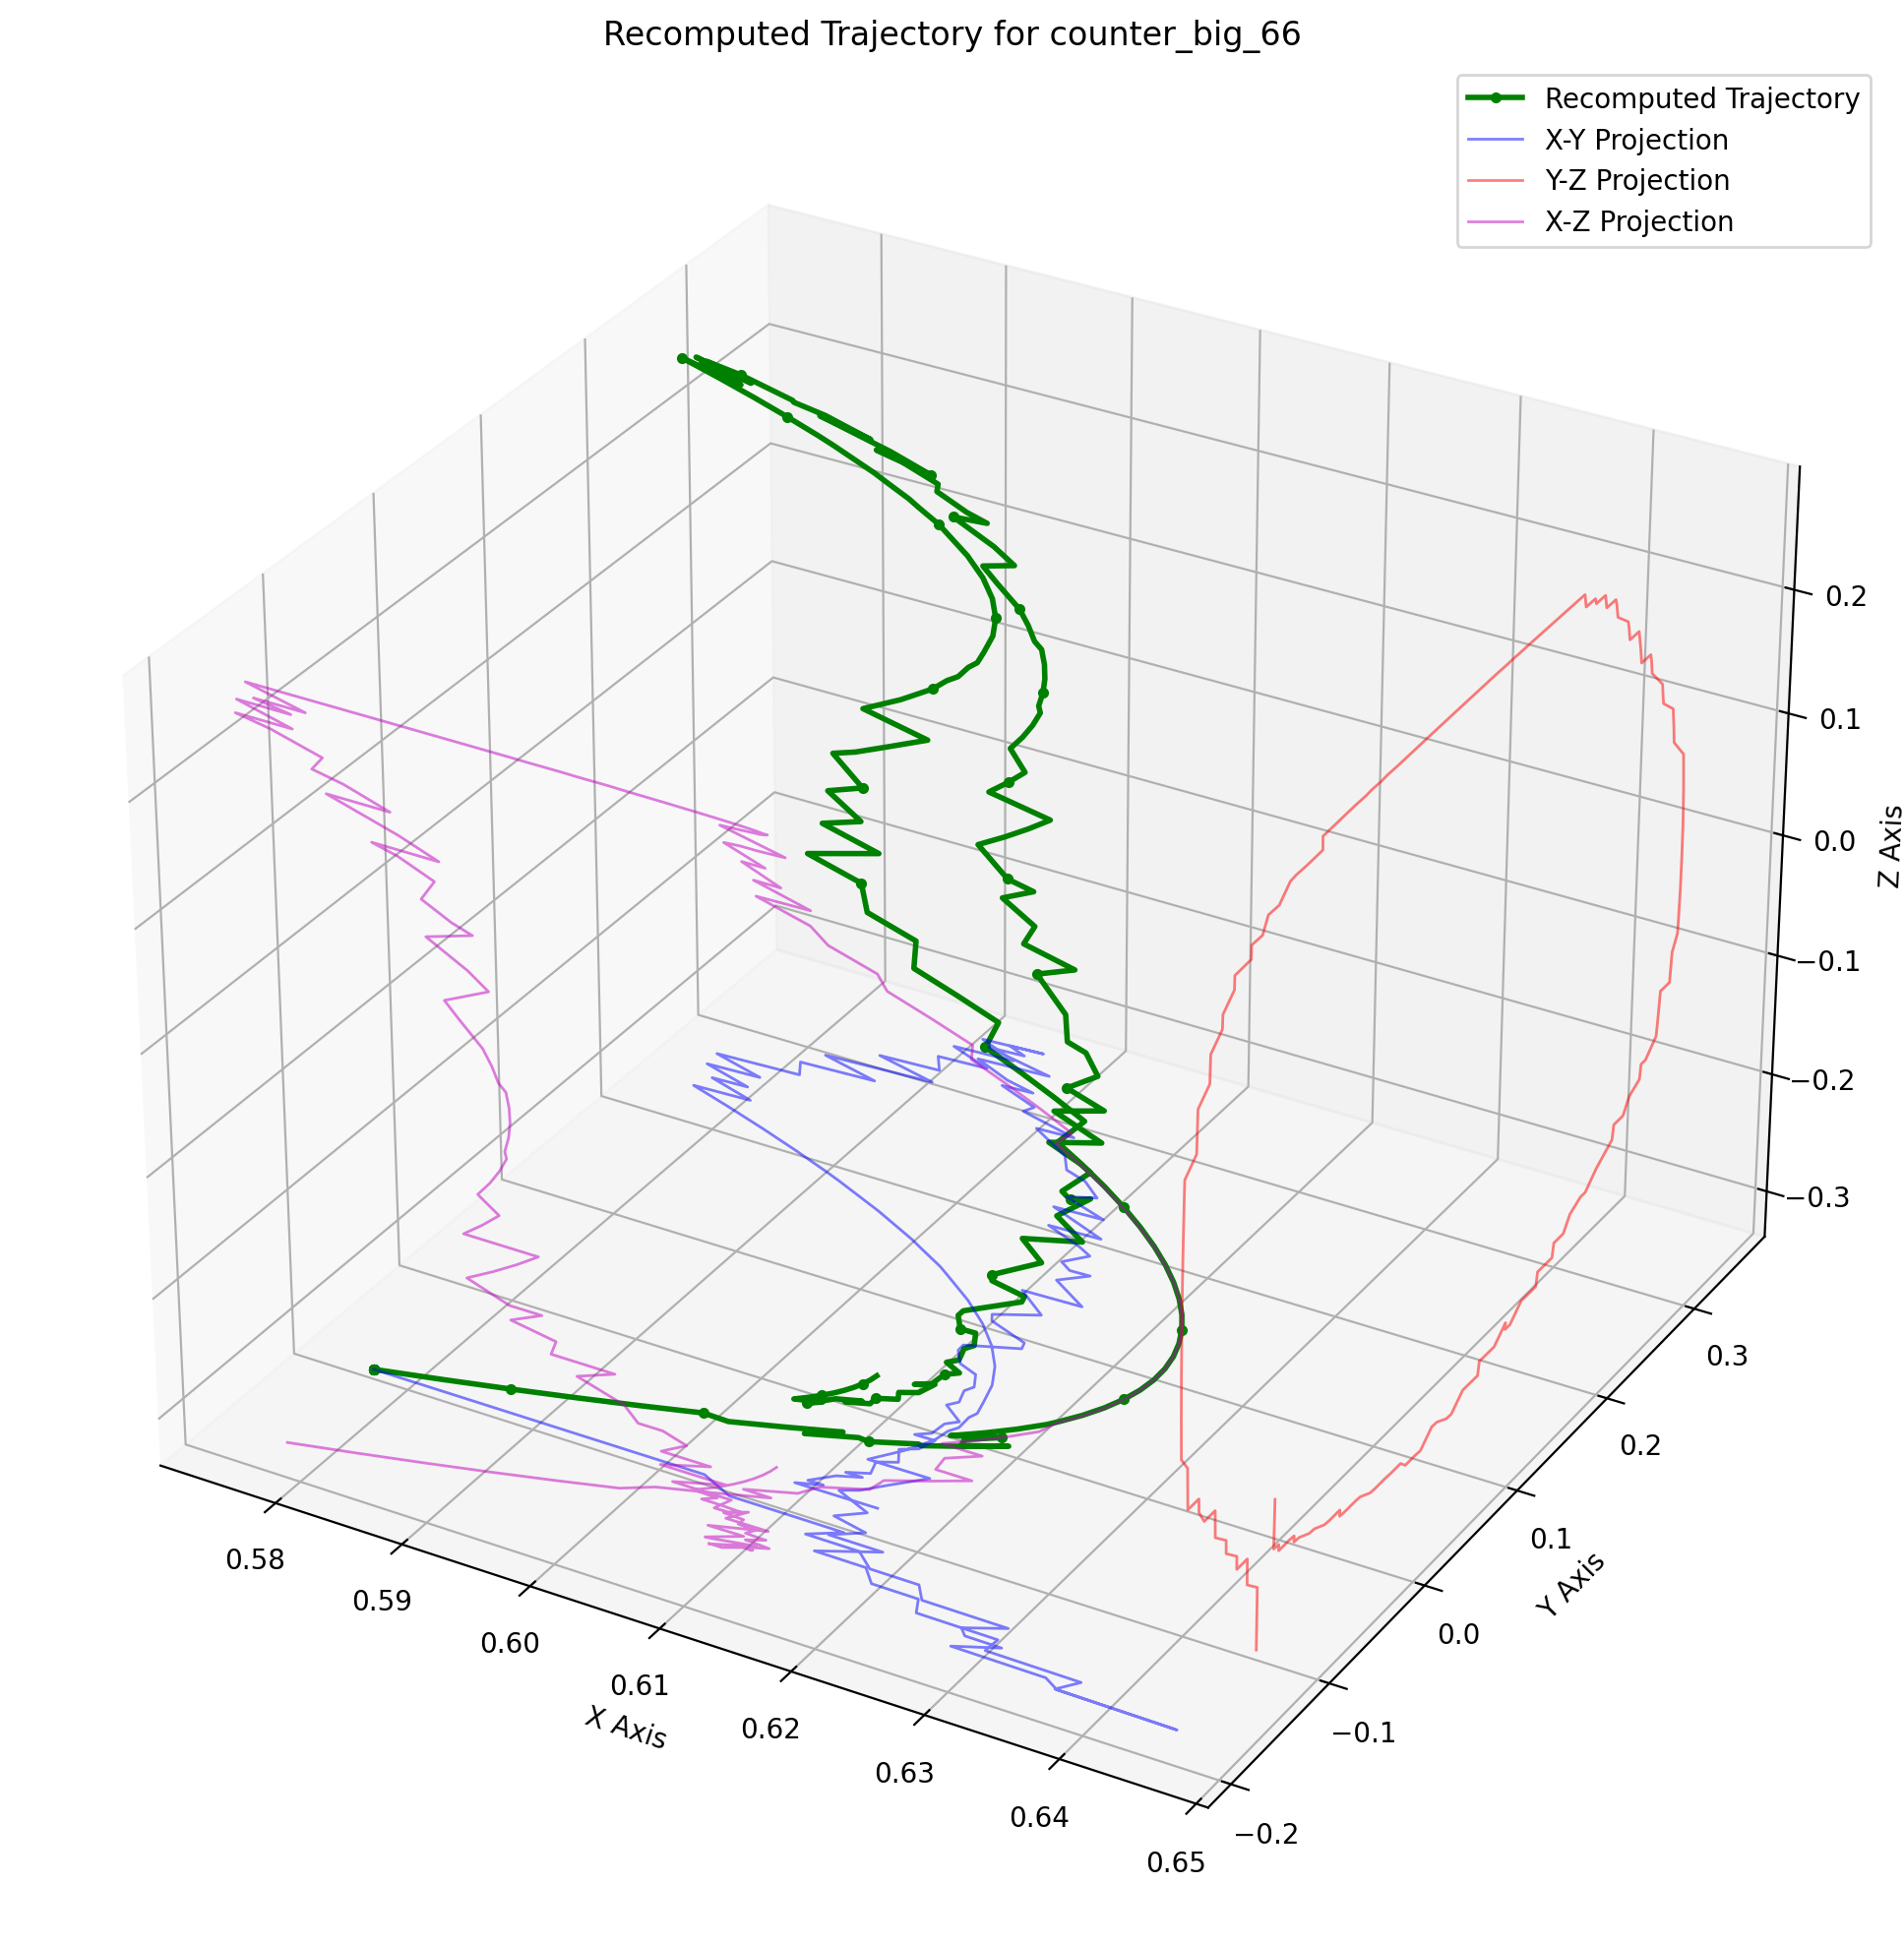 Recomputed Trajectory for counter_big_66
Recomputed Trajectory
X-Y Projection
Y-Z Projection
X-Z Projection
0.2
0.1
0.0
−0.1
−0.2
−0.3
Z Axis
0.3
0.2
0.1
0.0
−0.1
−0.2
Y Axis
0.58
0.59
0.60
0.61
0.62
0.63
0.64
0.65
X Axis